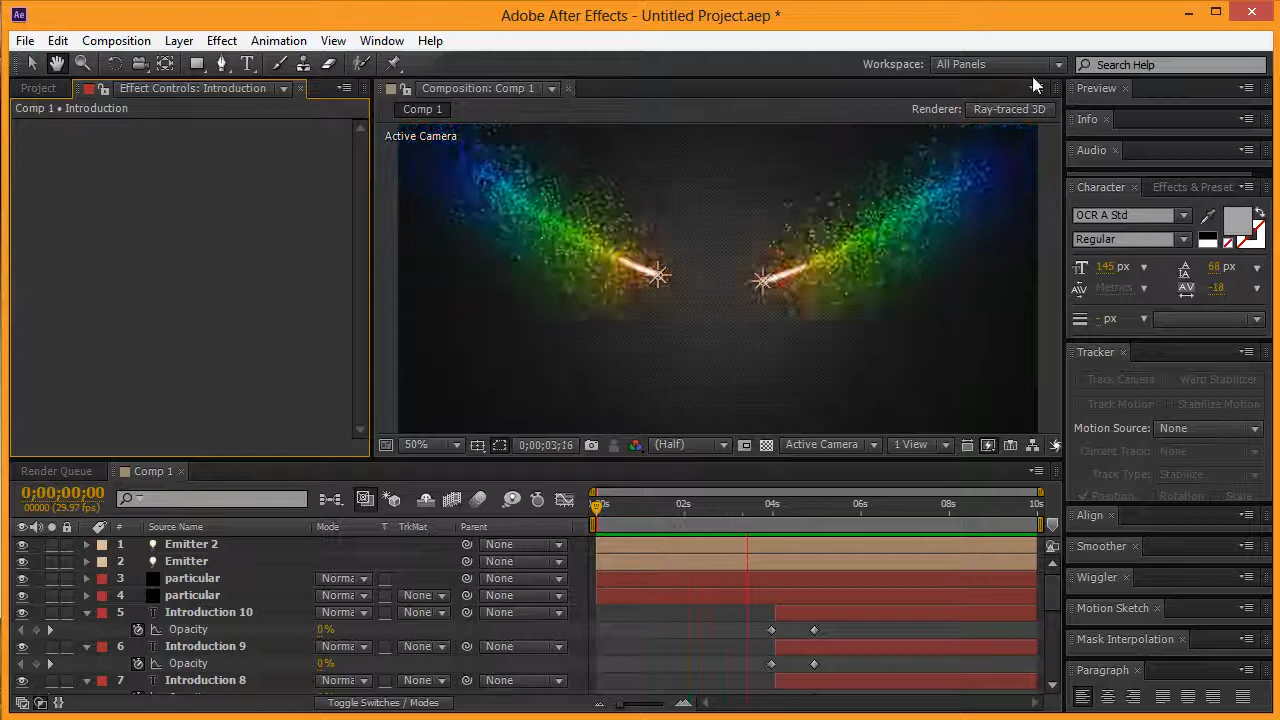 Ae
Adobe After Effects - Untitled Project.aep *
File Edit Composition Layer Effect Animation View Window Help
Workspace: All Panels Search Help
Project Effect Controls: Introduction
Comp 1 • Introduction
Composition: Comp 1
Comp 1
Renderer: Ray-traced 3D
Active Camera
50% 0;00;03;16 (Half) Active Camera 1 View
Preview
Info
Audio
Character Effects & Preset
OCR A Std
Regular
145 px 68 px
Metrics -18
- px
Tracker
Track Camera Warp Stabilizer
Track Motion Stabilize Motion
Motion Source: None
Current Track: None
Track Type: Stabilize
Position Rotation Scale
Align
Smoother
Wiggler
Motion Sketch
Mask Interpolation
Paragraph
Render Queue Comp 1
0;00;00;00
00000 (29.97 fps)
# Source Name Mode T TrkMat Parent
02s 04s 06s 08s 10s
1 Emitter 2 None
2 Emitter None
3 particular Norma None
4 particular Norma None None
5 Introduction 10 Norma None None
Opacity 0%
6 Introduction 9 Norma None None
Opacity 0%
7 Introduction 8 Norma None None
Toggle Switches / Modes